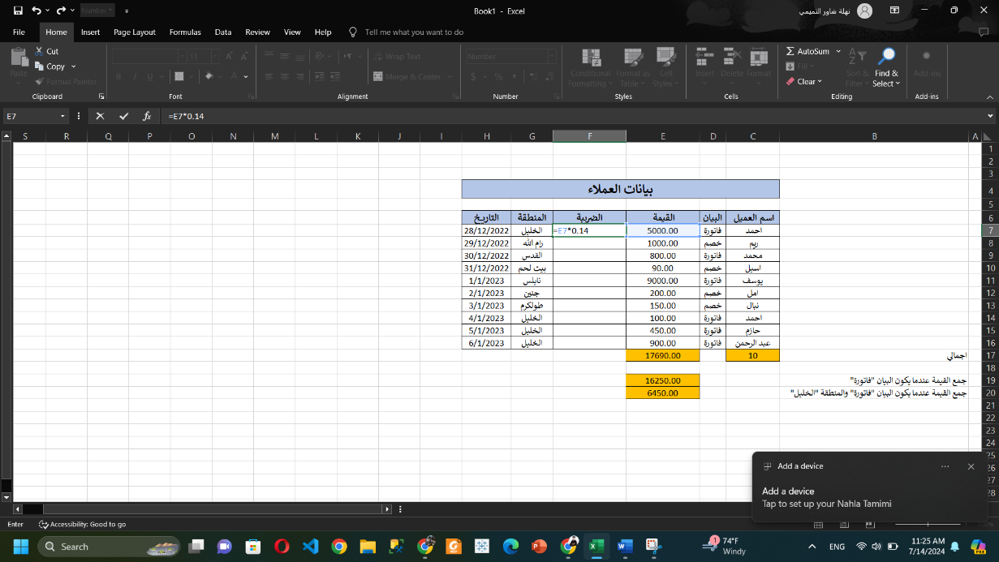 Number
Book1 - Excel
نهلة شاور التميمي
File Home Insert Page Layout Formulas Data Review View Help Tell me what you want to do
Paste
Cut
Copy
Format Painter
Clipboard
11 A A
B I U
A
Font
Wrap Text
Merge & Center
Alignment
Number
$ %
Number
Conditional Formatting
Format as Table
Cell Styles
Styles
Insert
Delete
Format
Cells
AutoSum
Fill
Clear
Sort & Filter
Find & Select
Editing
Add-ins
Add-ins
E7 fx =E7*0.14
S R Q P O N M L K J I H G F E D C B A
1
2
3
4 بيانات العملاء
5
6 اسم العميل البيان القيمة الضريبة المنطقة التاريخ
7 احمد فاتورة 5000.00 =E7*0.14 الخليل 28/12/2022
8 ريم خصم 1000.00 رام الله 29/12/2022
9 محمد فاتورة 800.00 القدس 30/12/2022
10 اسيل خصم 90.00 بيت لحم 31/12/2022
11 يوسف فاتورة 9000.00 نابلس 1/1/2023
12 امل خصم 200.00 جنين 2/1/2023
13 نبال خصم 150.00 طولكرم 3/1/2023
14 احمد فاتورة 100.00 الخليل 4/1/2023
15 حازم فاتورة 450.00 الخليل 5/1/2023
16 عبد الرحمن فاتورة 900.00 الخليل 6/1/2023
17 اجمالي 10 17690.00
18
19 جمع القيمة عندما يكون البيان "فاتورة" 16250.00
20 جمع القيمة عندما يكون البيان "فاتورة" والمنطقة "الخليل" 6450.00
21
22
23
24
25
26
27
28
Add a device
Add a device
Tap to set up your Nahla Tamimi
Enter Accessibility: Good to go 100%
Search
1
74°F
Windy
ENG
11:25 AM
7/14/2024